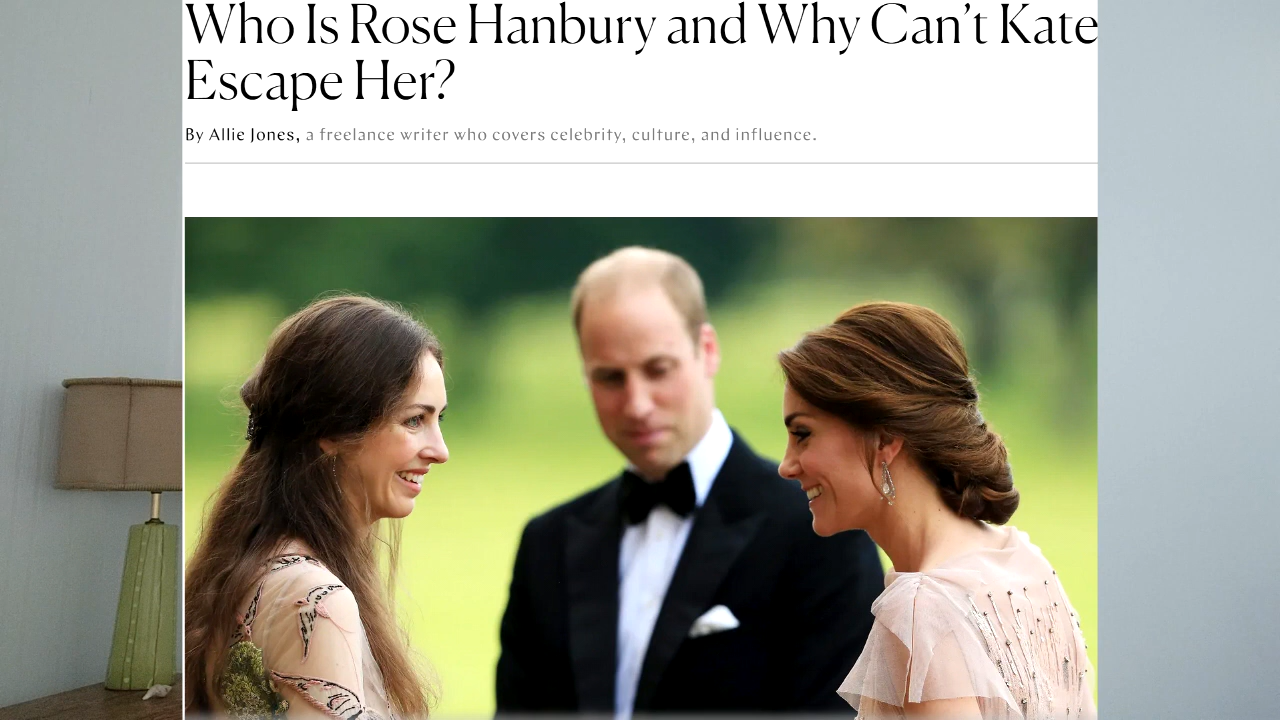 Who Is Rose Hanbury and Why Can’t Kate
Escape Her?
By Allie Jones, a freelance writer who covers celebrity, culture, and influence.